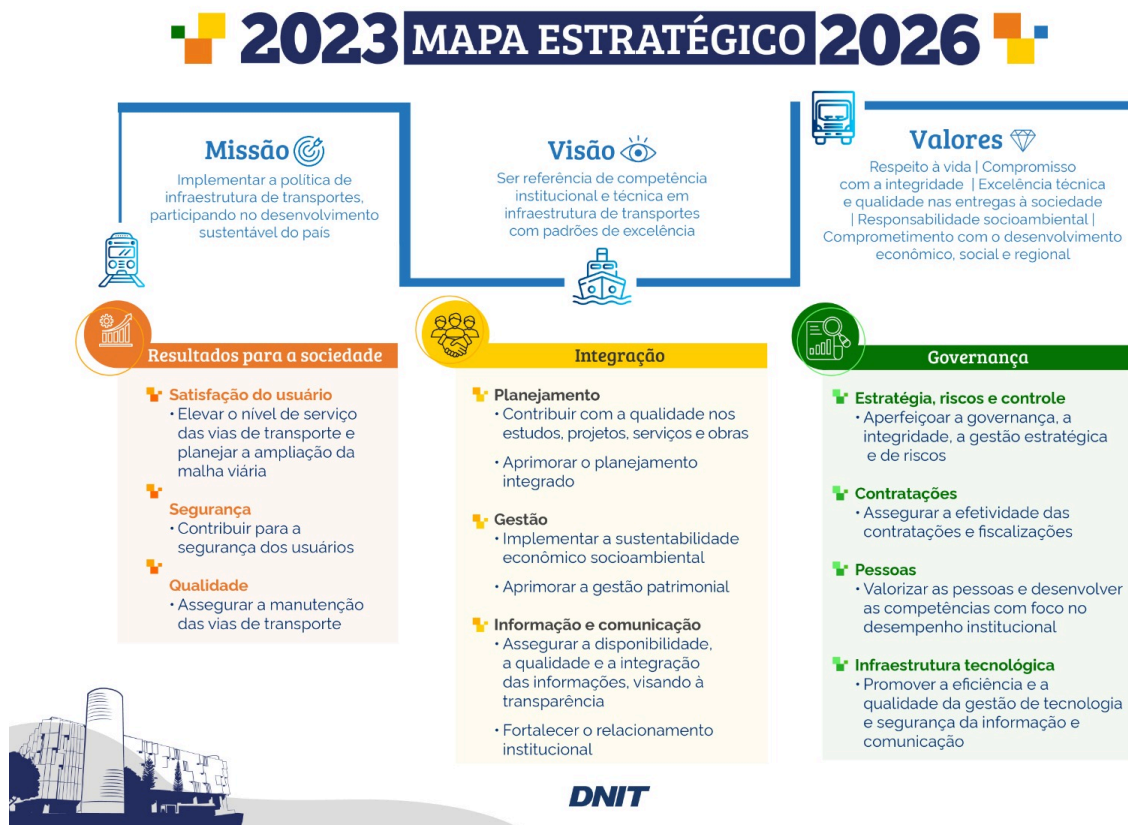 2023 MAPA ESTRATÉGICO 2026
Missão
Implementar a política de
infraestrutura de transportes,
participando no desenvolvimento
sustentável do país
Visão
Ser referência de competência
institucional e técnica em
infraestrutura de transportes
com padrões de excelência
Valores
Respeito à vida | Compromisso
com a integridade | Excelência técnica
e qualidade nas entregas à sociedade
| Responsabilidade socioambiental |
Comprometimento com o desenvolvimento
econômico, social e regional
Resultados para a sociedade
Satisfação do usuário
• Elevar o nível de serviço
das vias de transporte e
planejar a ampliação da
malha viária
Segurança
• Contribuir para a
segurança dos usuários
Qualidade
• Assegurar a manutenção
das vias de transporte
Integração
Planejamento
• Contribuir com a qualidade nos
estudos, projetos, serviços e obras
• Aprimorar o planejamento
integrado
Gestão
• Implementar a sustentabilidade
econômico socioambiental
• Aprimorar a gestão patrimonial
Informação e comunicação
• Assegurar a disponibilidade,
a qualidade e a integração
das informações, visando à
transparência
• Fortalecer o relacionamento
institucional
Governança
Estratégia, riscos e controle
• Aperfeiçoar a governança, a
integridade, a gestão estratégica
e de riscos
Contratações
• Assegurar a efetividade das
contratações e fiscalizações
Pessoas
• Valorizar as pessoas e desenvolver
as competências com foco no
desempenho institucional
Infraestrutura tecnológica
• Promover a eficiência e a
qualidade da gestão de tecnologia
e segurança da informação e
comunicação
DNIT